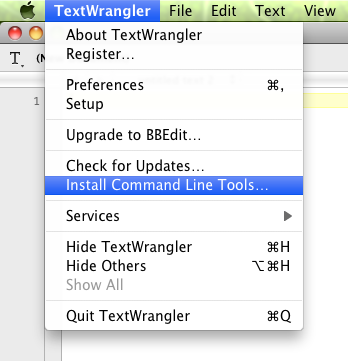 TextWrangler File Edit Text View
About TextWrangler
Register…
Preferences ⌘,
Setup
Upgrade to BBEdit…
Check for Updates…
Install Command Line Tools…
Services
Hide TextWrangler ⌘H
Hide Others ⌥⌘H
Show All
Quit TextWrangler ⌘Q
T
1